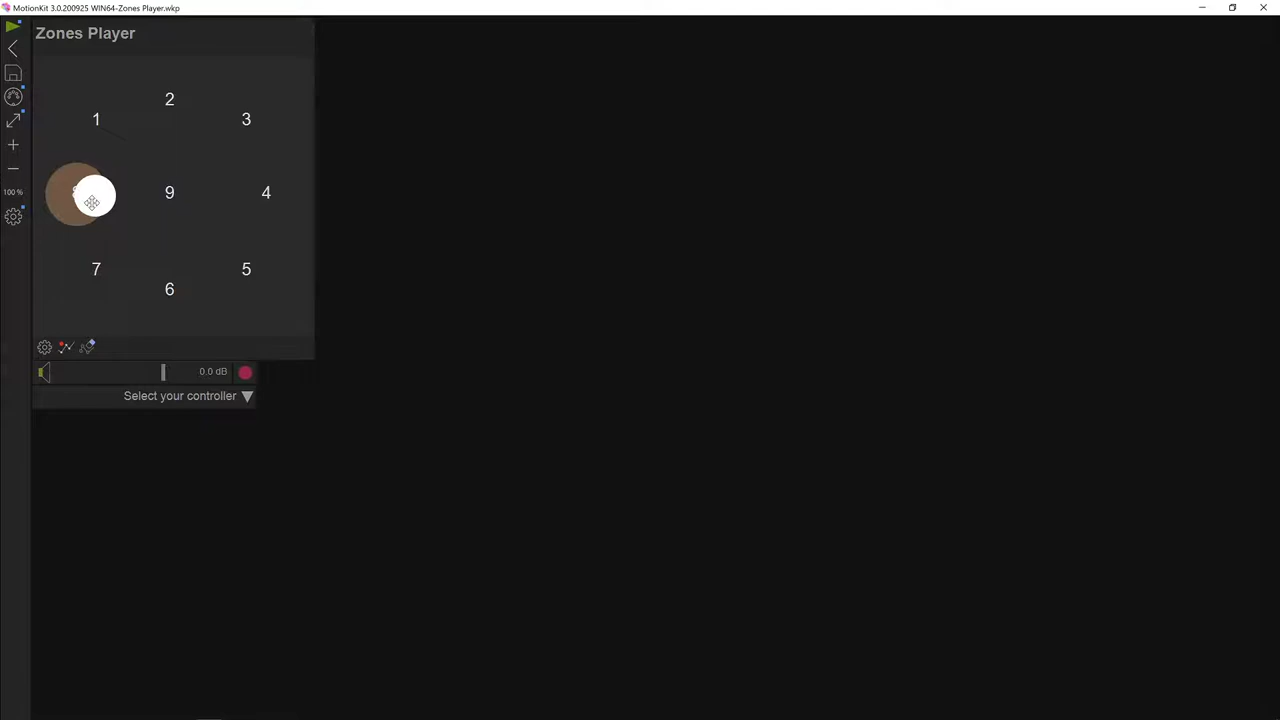 MotionKit 3.0.200925 WIN64-Zones Player.wkp
Zones Player
2
1
3
9
4
100 %
7
5
6
0.0 dB
Select your controller